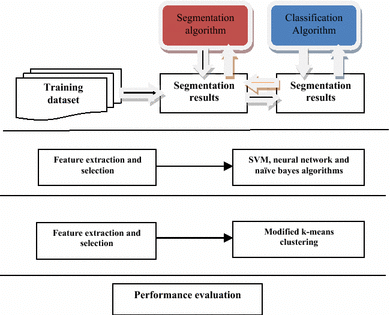 Segmentation
algorithm
Classification
Algorithm
Training
dataset
Segmentation
results
Segmentation
results
Feature extraction and
selection
SVM, neural network and
naïve bayes algorithms
Feature extraction and
selection
Modified k-means
clustering
Performance evaluation